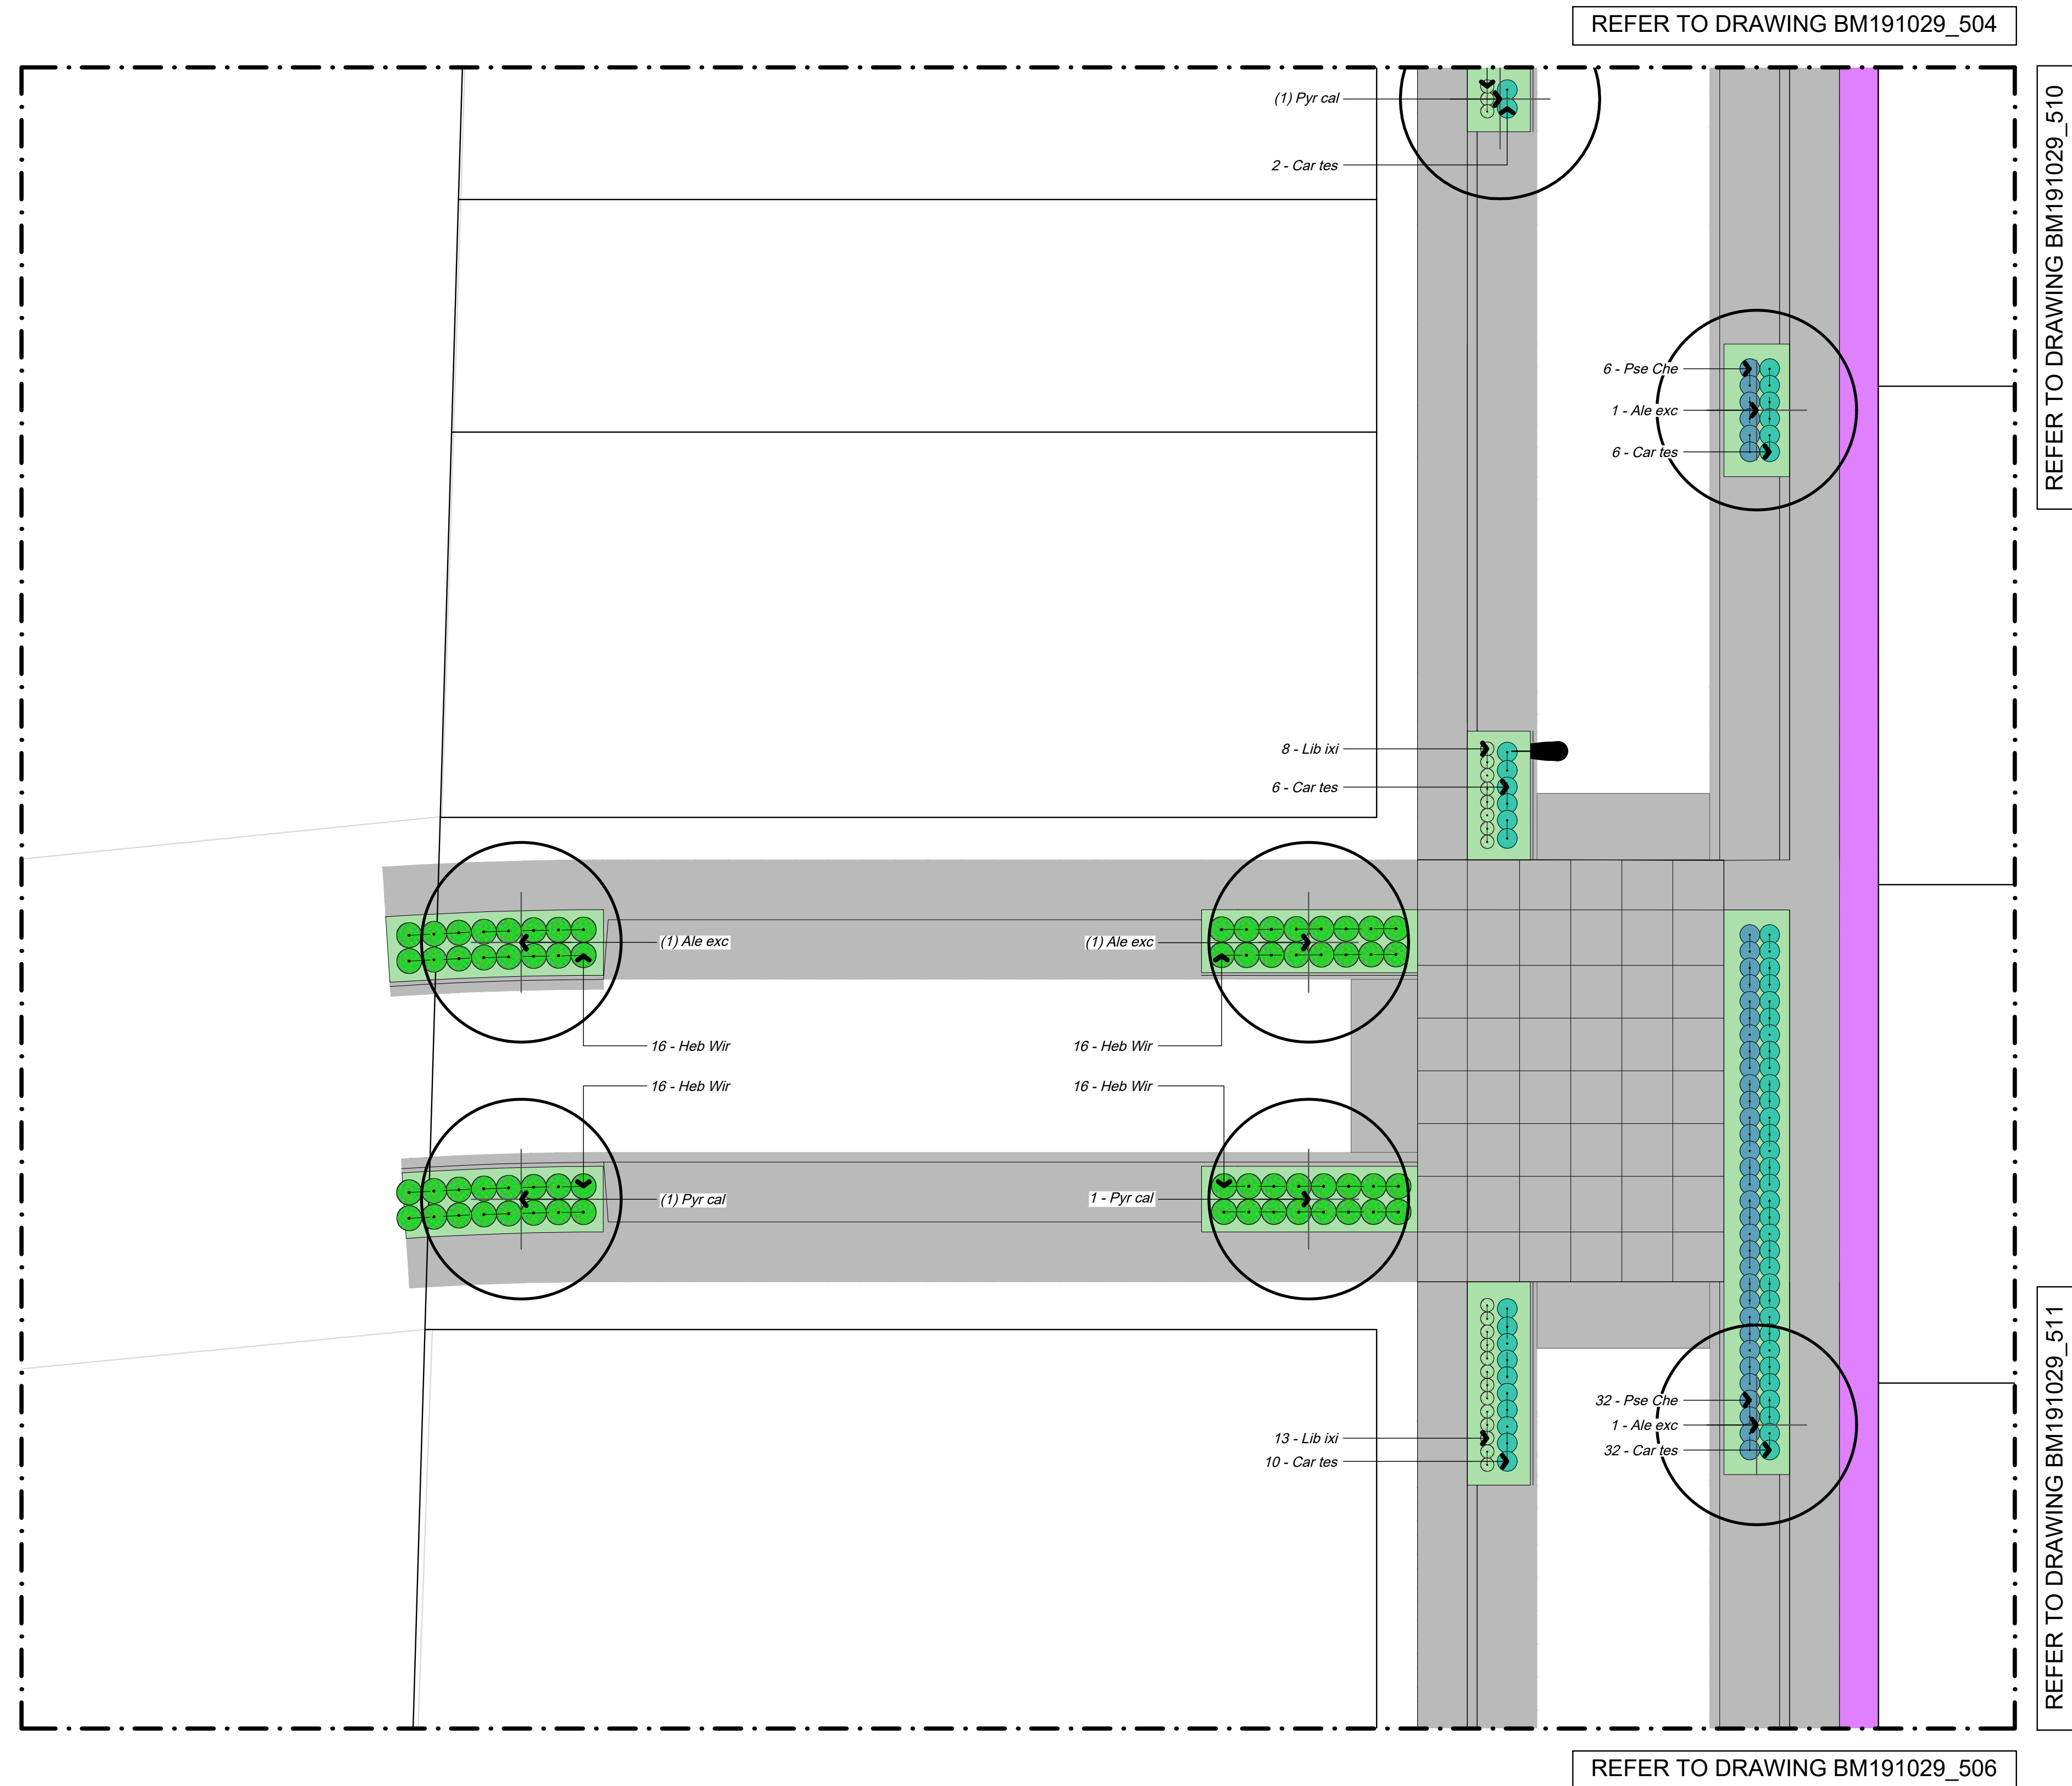 REFER TO DRAWING BM191029_504
REFER TO DRAWING BM191029_510
(1) Pyr cal
2 - Car tes
6 - Pse Che
1 - Ale exc
6 - Car tes
8 - Lib ixi
6 - Car tes
(1) Ale exc
(1) Ale exc
16 - Heb Wir
16 - Heb Wir
16 - Heb Wir
16 - Heb Wir
(1) Pyr cal
1 - Pyr cal
32 - Pse Che
1 - Ale exc
32 - Car tes
13 - Lib ixi
10 - Car tes
REFER TO DRAWING BM191029_511
REFER TO DRAWING BM191029_506